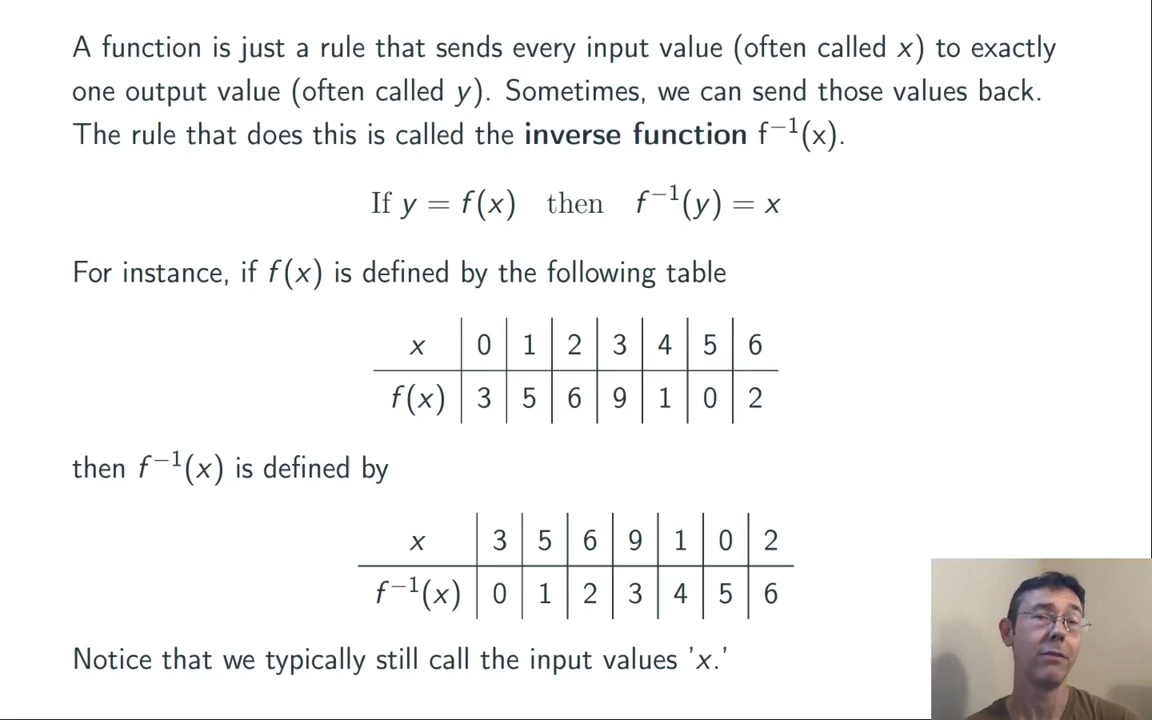 A function is just a rule that sends every input value (often called x) to exactly
one output value (often called y). Sometimes, we can send those values back.
The rule that does this is called the inverse function f⁻¹(x).
If y = f(x) then f⁻¹(y) = x
For instance, if f(x) is defined by the following table
x 0 1 2 3 4 5 6
f(x) 3 5 6 9 1 0 2
then f⁻¹(x) is defined by
x 3 5 6 9 1 0 2
f⁻¹(x) 0 1 2 3 4 5 6
Notice that we typically still call the input values 'x.'